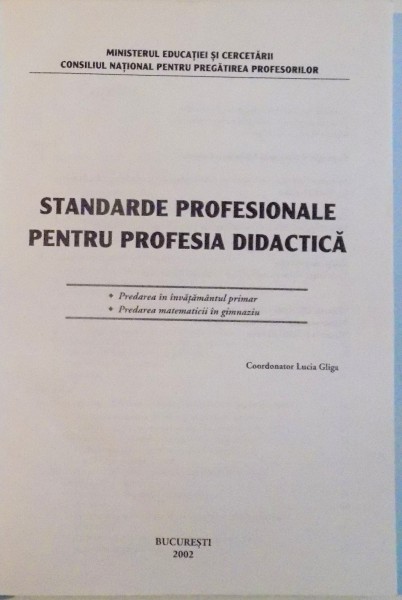 MINISTERUL EDUCAȚIEI ȘI CERCETĂRII
CONSILIUL NAȚIONAL PENTRU PREGĂTIREA PROFESORILOR
STANDARDE PROFESIONALE
PENTRU PROFESIA DIDACTICĂ
• Predarea în învățământul primar
• Predarea matematicii în gimnaziu
Coordonator Lucia Gliga
BUCUREȘTI
2002